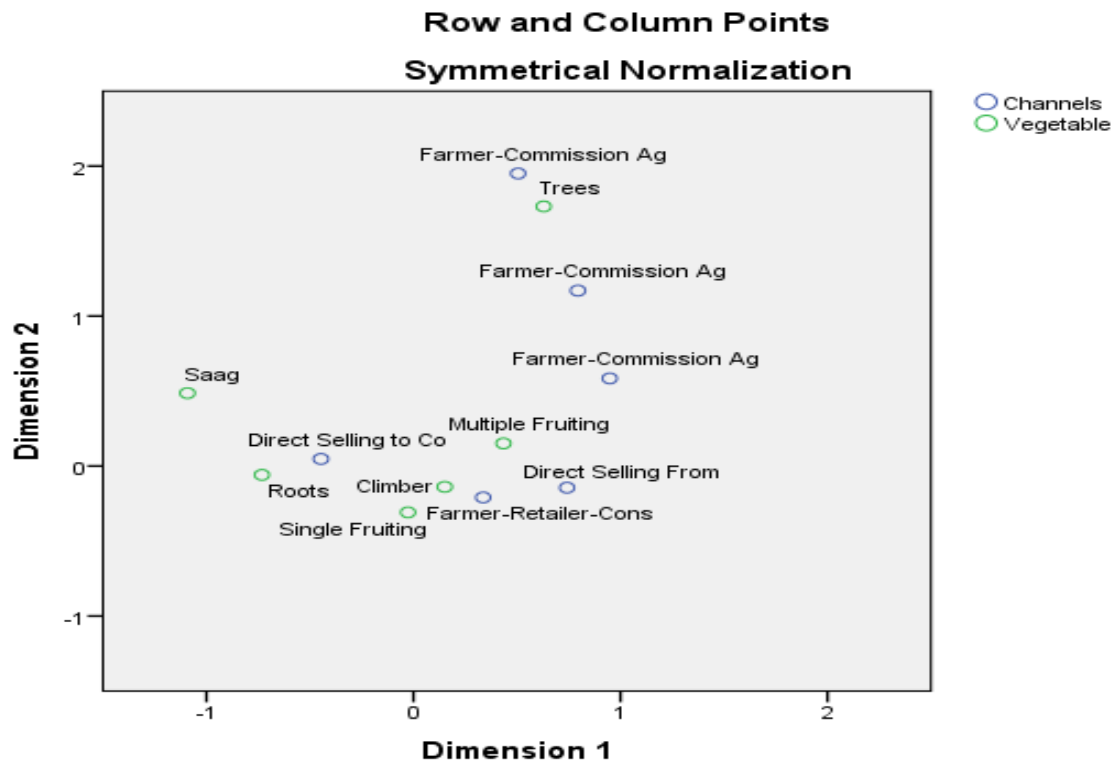 Row and Column Points
Symmetrical Normalization
Channels
Vegetable
Farmer-Commission Ag
Trees
Farmer-Commission Ag
Farmer-Commission Ag
Saag
Multiple Fruiting
Direct Selling to Co
Direct Selling From
Roots
Climber
Farmer-Retailer-Cons
Single Fruiting
Dimension 2
2
1
0
-1
-1
0
1
2
Dimension 1